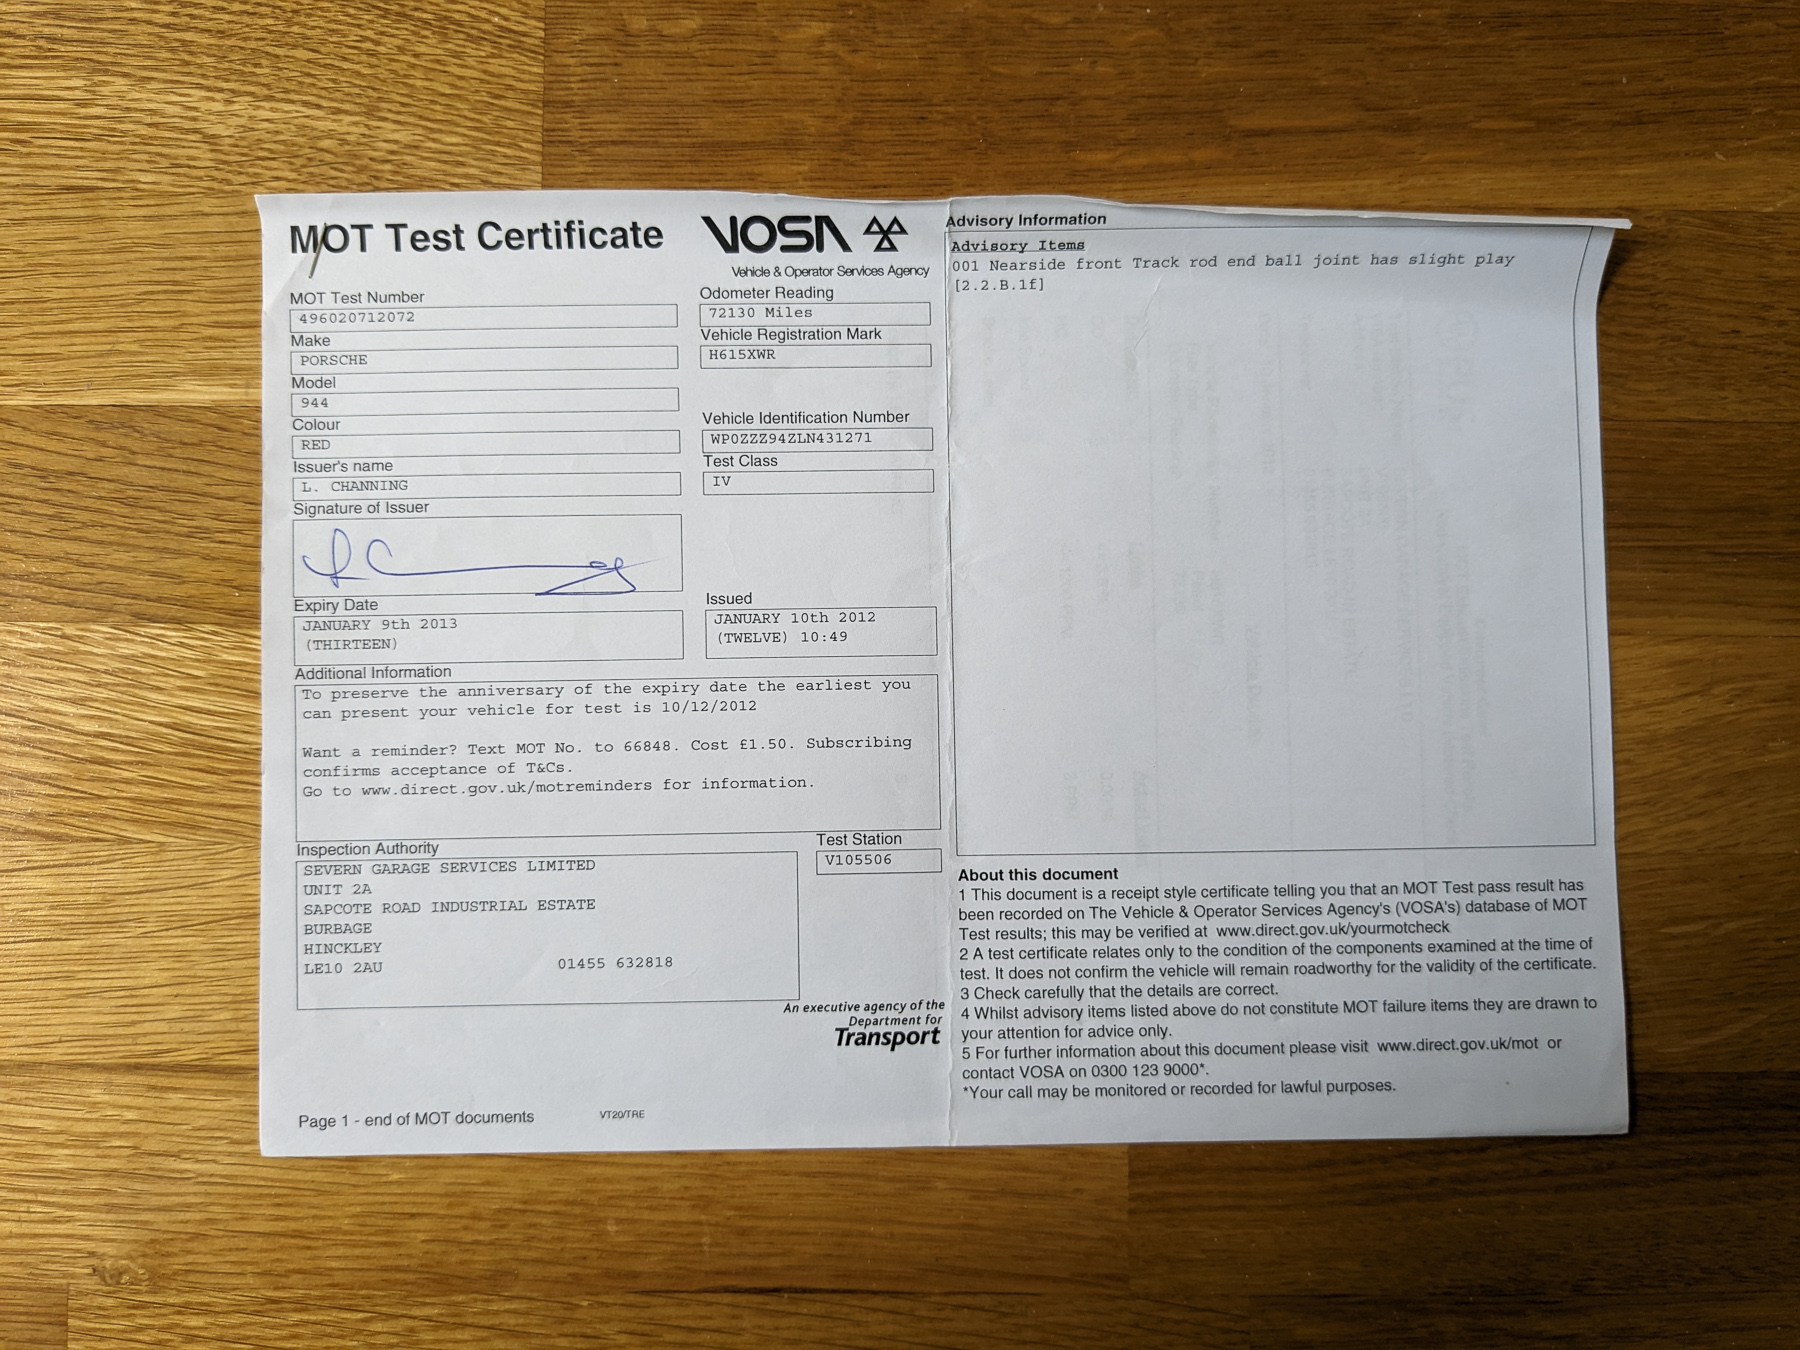 MOT Test Certificate
VOSA
Vehicle & Operator Services Agency
MOT Test Number
496020712072
Odometer Reading
72130 Miles
Make
PORSCHE
Vehicle Registration Mark
H615XWR
Model
944
Colour
RED
Vehicle Identification Number
WP0ZZZ94ZLN431271
Issuer's name
L. CHANNING
Test Class
IV
Signature of Issuer
Expiry Date
JANUARY 9th 2013
(THIRTEEN)
Issued
JANUARY 10th 2012
(TWELVE) 10:49
Additional Information
To preserve the anniversary of the expiry date the earliest you
can present your vehicle for test is 10/12/2012
Want a reminder? Text MOT No. to 66848. Cost £1.50. Subscribing
confirms acceptance of T&Cs.
Go to www.direct.gov.uk/motreminders for information.
Inspection Authority
SEVERN GARAGE SERVICES LIMITED
UNIT 2A
SAPCOTE ROAD INDUSTRIAL ESTATE
BURBAGE
HINCKLEY
LE10 2AU 01455 632818
Test Station
V105506
An executive agency of the
Department for
Transport
Page 1 - end of MOT documents VT20/TRE
Advisory Information
Advisory Items
001 Nearside front Track rod end ball joint has slight play
[2.2.B.1f]
About this document
1 This document is a receipt style certificate telling you that an MOT Test pass result has
been recorded on The Vehicle & Operator Services Agency's (VOSA's) database of MOT
Test results; this may be verified at www.direct.gov.uk/yourmotcheck
2 A test certificate relates only to the condition of the components examined at the time of
test. It does not confirm the vehicle will remain roadworthy for the validity of the certificate.
3 Check carefully that the details are correct.
4 Whilst advisory items listed above do not constitute MOT failure items they are drawn to
your attention for advice only.
5 For further information about this document please visit www.direct.gov.uk/mot or
contact VOSA on 0300 123 9000*.
*Your call may be monitored or recorded for lawful purposes.